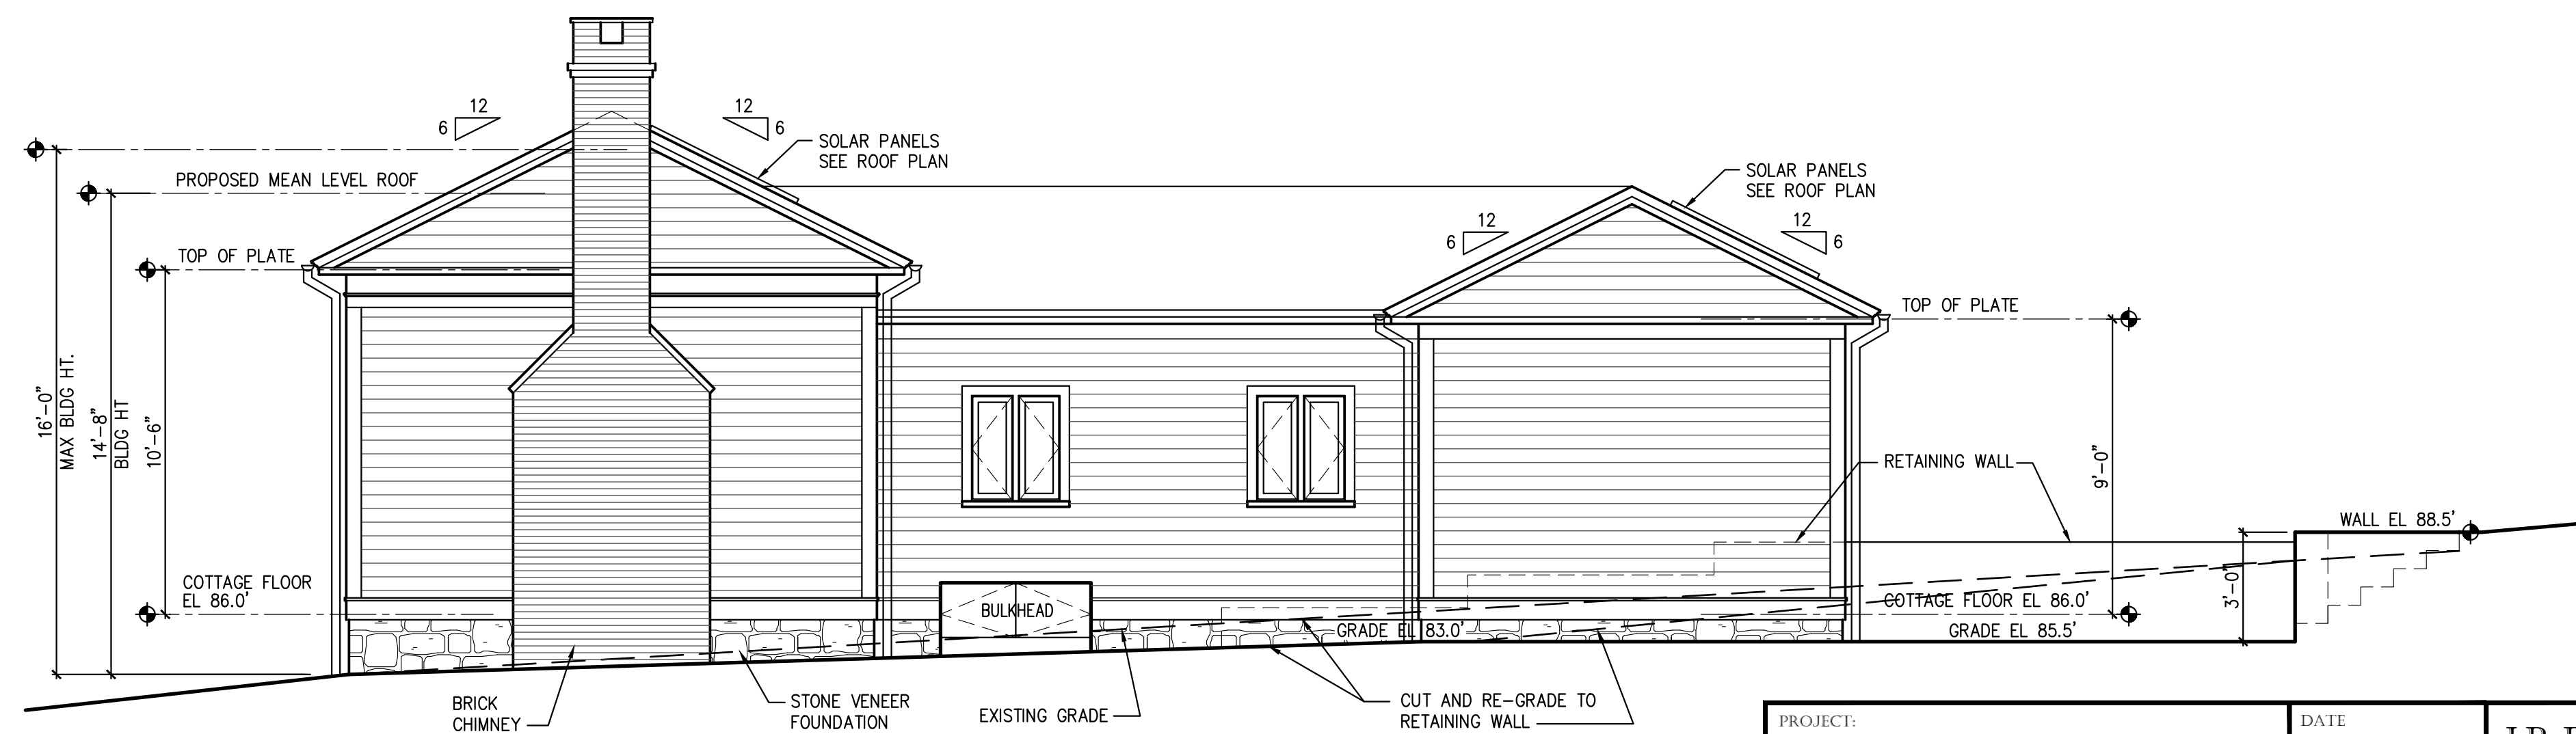 12
6
12
6
SOLAR PANELS
SEE ROOF PLAN
PROPOSED MEAN LEVEL ROOF
SOLAR PANELS
SEE ROOF PLAN
12
6
12
6
TOP OF PLATE
TOP OF PLATE
16'-0"
MAX BLDG HT.
14'-8"
BLDG HT
10'-6"
9'-0"
RETAINING WALL
WALL EL 88.5'
3'-0"
COTTAGE FLOOR
EL 86.0'
BULKHEAD
COTTAGE FLOOR EL 86.0'
GRADE EL 83.0'
GRADE EL 85.5'
BRICK
CHIMNEY
STONE VENEER
FOUNDATION
EXISTING GRADE
CUT AND RE-GRADE TO
RETAINING WALL
PROJECT:
DATE